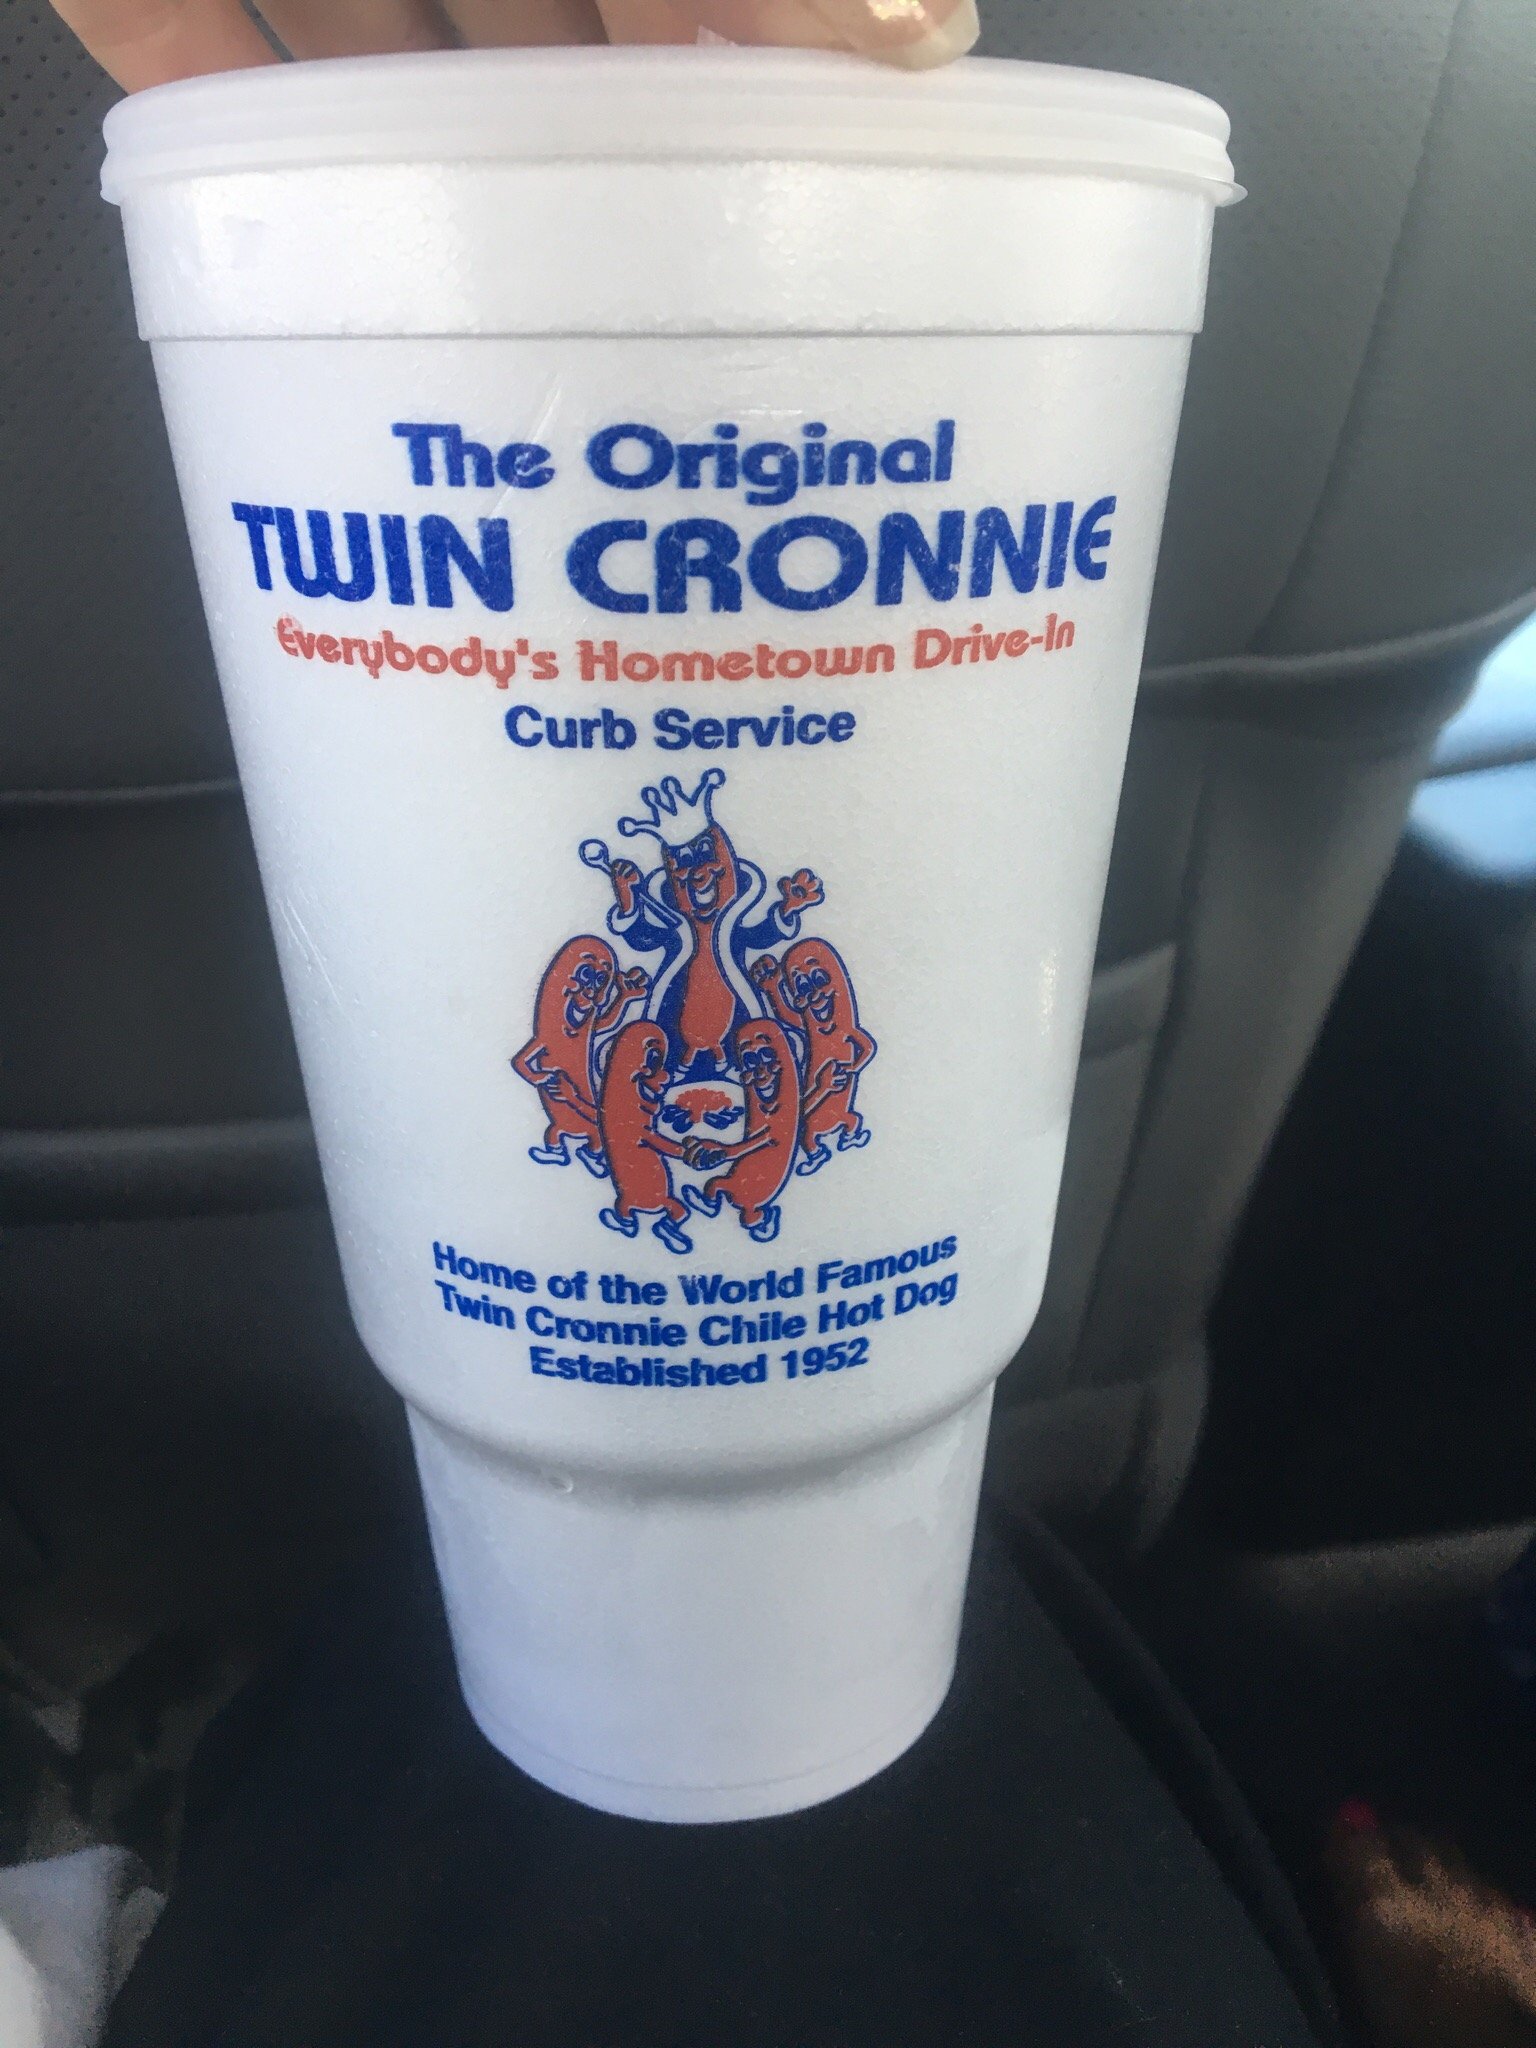 The Original
TWIN CRONNIE
Everybody's Hometown Drive-In
Curb Service
Home of the World Famous
Twin Cronnie Chile Hot Dog
Established 1952